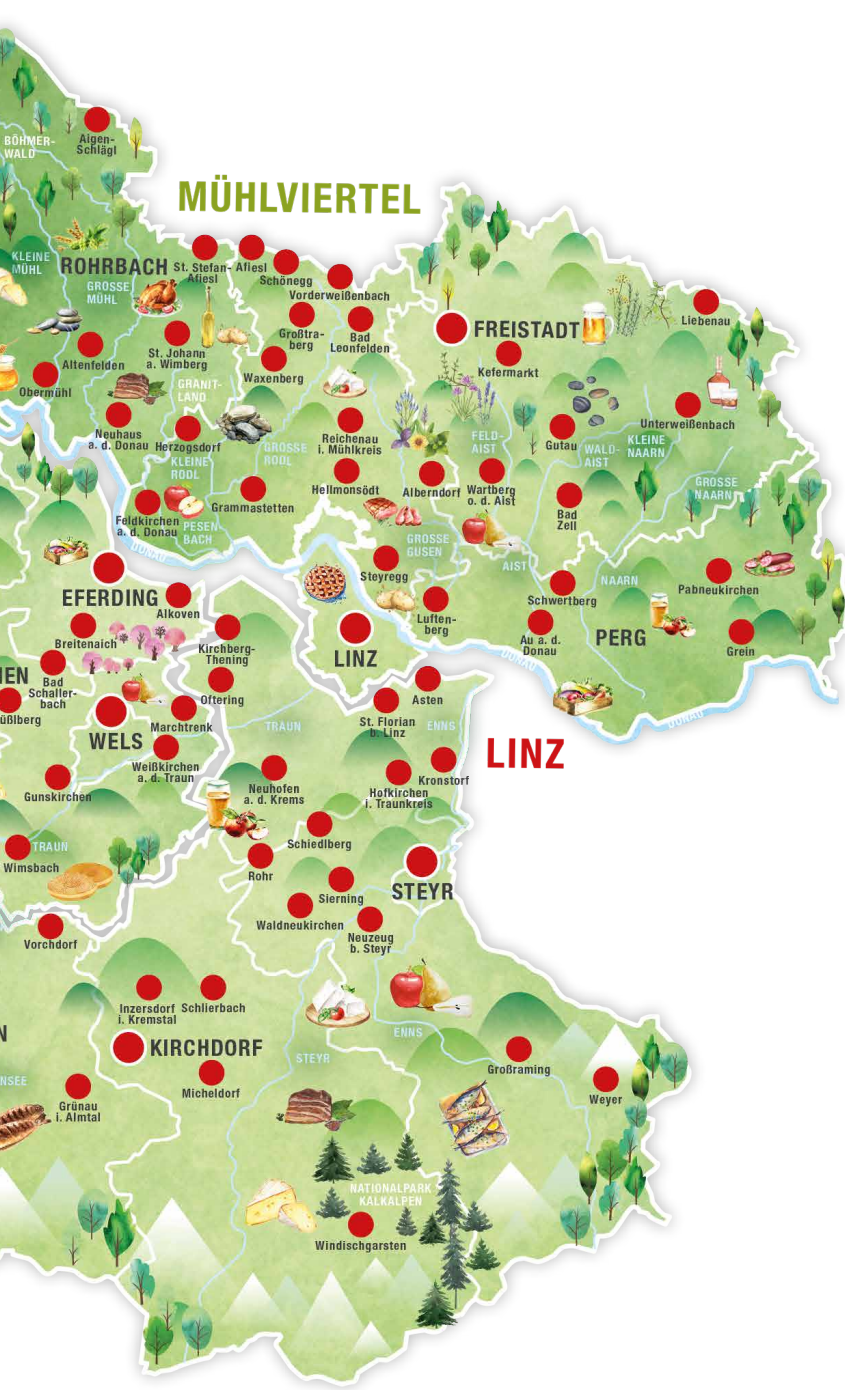 BÖHMER-
WALD
Aigen-
Schlägl
MÜHLVIERTEL
KLEINE
MÜHL
ROHRBACH
GROSSE
MÜHL
St. Stefan-
Afiesl
Afiesl
Schönegg
Vorderweißenbach
Großtra-
berg
Bad
Leonfelden
FREISTADT
Liebenau
Kefermarkt
Altenfelden
St. Johann
a. Wimberg
Waxenberg
Obermühl
GRANIT-
LAND
Neuhaus
a. d. Donau
Herzogsdorf
KLEINE
RODL
GROSSE
RODL
Reichenau
i. Mühlkreis
FELD-
AIST
Gutau
WALD-
AIST
KLEINE
NAARN
Unterweißenbach
GROSSE
NAARN
Hellmonsödt
Alberndorf
Wartberg
o. d. Aist
Grammastetten
Feldkirchen
a. d. Donau
PESEN-
BACH
Bad
Zell
DONAU
GROSSE
GUSEN
AIST
NAARN
Steyregg
Schwertberg
Pabneukirchen
EFERDING
Alkoven
Luften-
berg
Au a. d.
Donau
PERG
Grein
Breitenaich
Kirchberg-
Thening
LINZ
DONAU
DONAU
IEN
Bad
Schaller-
bach
Oftering
Asten
üßlberg
Marchtrenk
TRAUN
St. Florian
b. Linz
ENNS
WELS
LINZ
Weißkirchen
a. d. Traun
Gunskirchen
Neuhofen
a. d. Krems
Kronstorf
Hofkirchen
i. Traunkreis
TRAUN
Wimsbach
Schiedlberg
Rohr
STEYR
Sierning
Waldneukirchen
Neuzeug
b. Steyr
Vorchdorf
Inzersdorf
i. Kremstal
Schlierbach
N
KIRCHDORF
ENNS
STEYR
Großraming
NSEE
Grünau
i. Almtal
Micheldorf
Weyer
NATIONALPARK
KALKALPEN
Windischgarsten